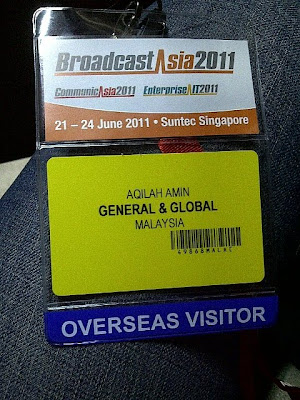 BroadcastAsia2011
CommunicAsia2011 EnterpriseIT2011
21 – 24 June 2011 • Suntec Singapore
AQILAH AMIN
GENERAL & GLOBAL
MALAYSIA
OVERSEAS VISITOR